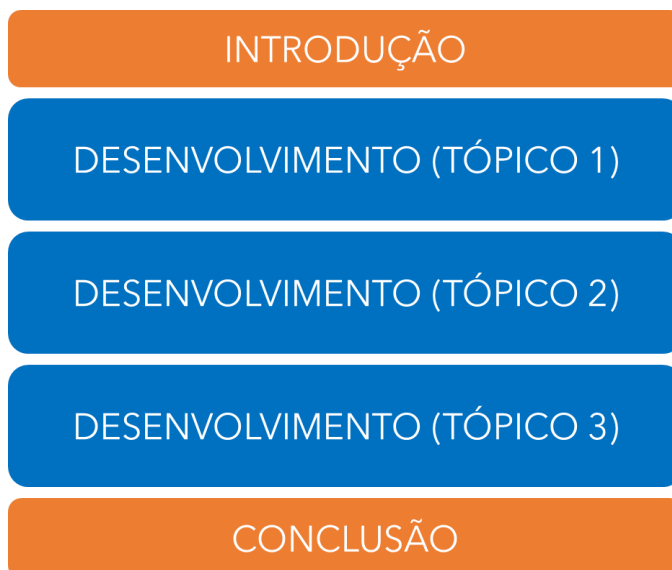 INTRODUÇÃO
DESENVOLVIMENTO (TÓPICO 1)
DESENVOLVIMENTO (TÓPICO 2)
DESENVOLVIMENTO (TÓPICO 3)
CONCLUSÃO